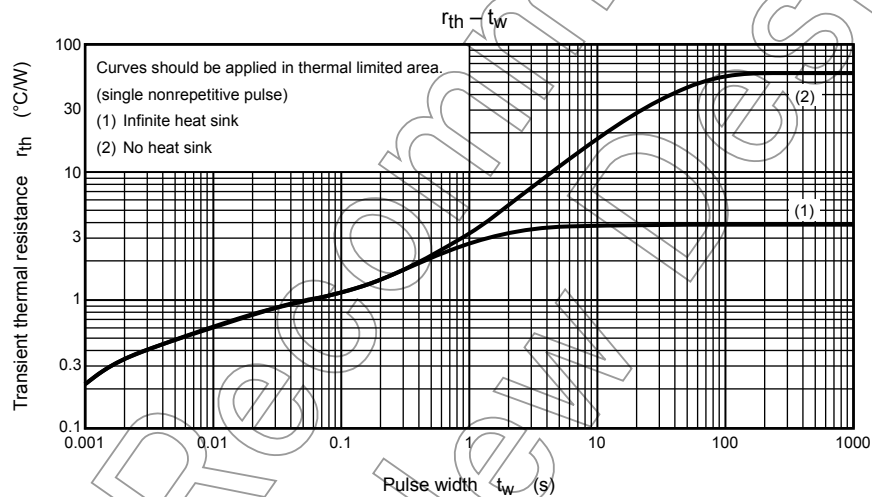 rth – tw
Curves should be applied in thermal limited area.
(single nonrepetitive pulse)
(1) Infinite heat sink
(2) No heat sink
Transient thermal resistance rth (°C/W)
100
30
10
3
1
0.3
0.1
(2)
(1)
0.001 0.01 0.1 1 10 100 1000
Pulse width tw (s)